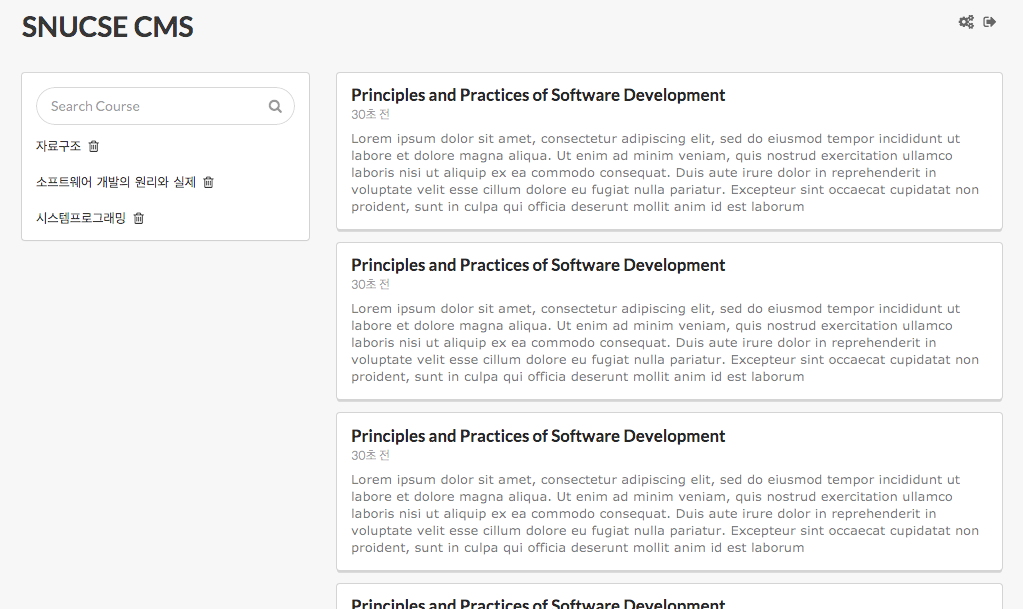 SNUCSE CMS
Search Course
자료구조
소프트웨어 개발의 원리와 실제
시스템프로그래밍
Principles and Practices of Software Development
30초 전
Lorem ipsum dolor sit amet, consectetur adipiscing elit, sed do eiusmod tempor incididunt ut
labore et dolore magna aliqua. Ut enim ad minim veniam, quis nostrud exercitation ullamco
laboris nisi ut aliquip ex ea commodo consequat. Duis aute irure dolor in reprehenderit in
voluptate velit esse cillum dolore eu fugiat nulla pariatur. Excepteur sint occaecat cupidatat non
proident, sunt in culpa qui officia deserunt mollit anim id est laborum
Principles and Practices of Software Development
30초 전
Lorem ipsum dolor sit amet, consectetur adipiscing elit, sed do eiusmod tempor incididunt ut
labore et dolore magna aliqua. Ut enim ad minim veniam, quis nostrud exercitation ullamco
laboris nisi ut aliquip ex ea commodo consequat. Duis aute irure dolor in reprehenderit in
voluptate velit esse cillum dolore eu fugiat nulla pariatur. Excepteur sint occaecat cupidatat non
proident, sunt in culpa qui officia deserunt mollit anim id est laborum
Principles and Practices of Software Development
30초 전
Lorem ipsum dolor sit amet, consectetur adipiscing elit, sed do eiusmod tempor incididunt ut
labore et dolore magna aliqua. Ut enim ad minim veniam, quis nostrud exercitation ullamco
laboris nisi ut aliquip ex ea commodo consequat. Duis aute irure dolor in reprehenderit in
voluptate velit esse cillum dolore eu fugiat nulla pariatur. Excepteur sint occaecat cupidatat non
proident, sunt in culpa qui officia deserunt mollit anim id est laborum
Principles and Practices of Software Development